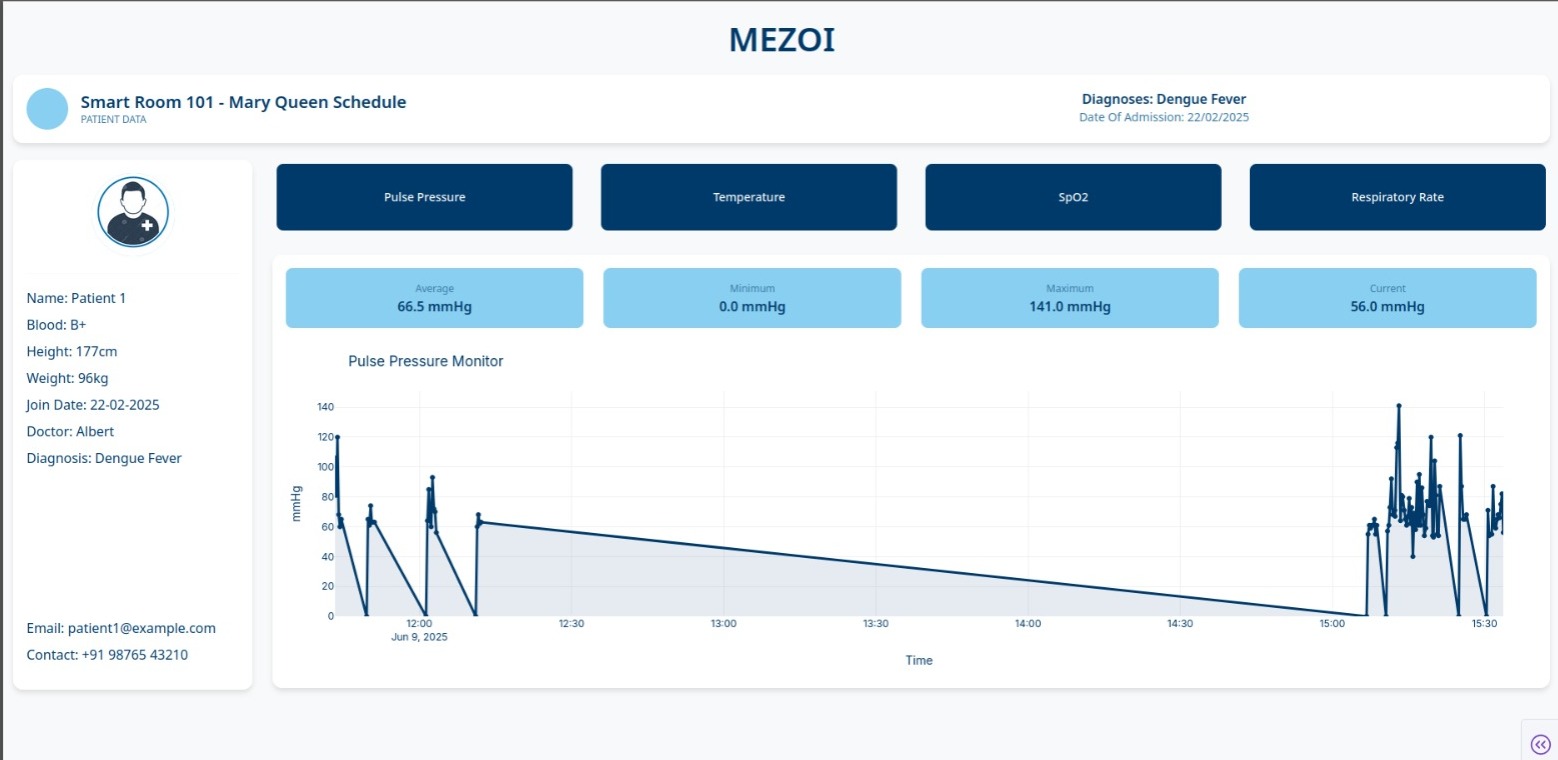 MEZOI
Smart Room 101 - Mary Queen Schedule
PATIENT DATA
Diagnoses: Dengue Fever
Date Of Admission: 22/02/2025
Name: Patient 1
Blood: B+
Height: 177cm
Weight: 96kg
Join Date: 22-02-2025
Doctor: Albert
Diagnosis: Dengue Fever
Email: patient1@example.com
Contact: +91 98765 43210
Pulse Pressure
Temperature
SpO2
Respiratory Rate
Average
66.5 mmHg
Minimum
0.0 mmHg
Maximum
141.0 mmHg
Current
56.0 mmHg
Pulse Pressure Monitor
mmHg
140
120
100
80
60
40
20
0
12:00
Jun 9, 2025
12:30
13:00
13:30
14:00
14:30
15:00
15:30
Time